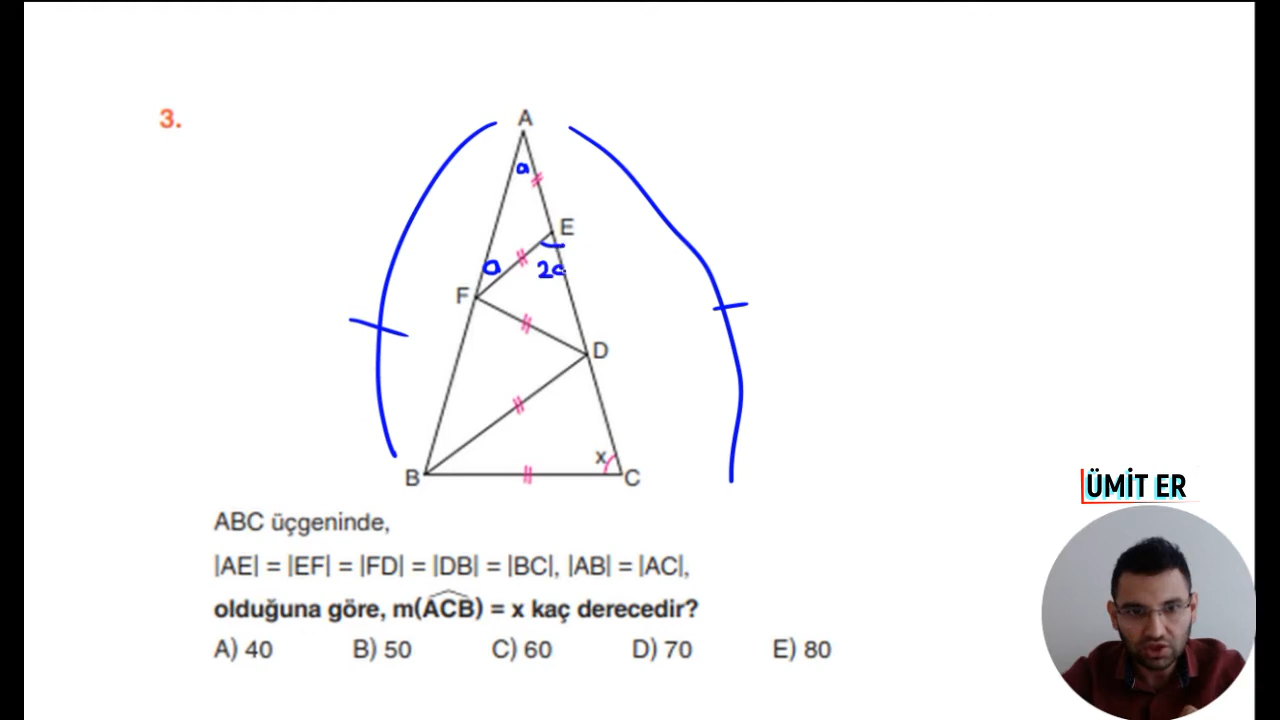 3.
A
a
E
a
2a
F
D
x
B
C
ÜMİT ER
ABC üçgeninde,
|AE| = |EF| = |FD| = |DB| = |BC|, |AB| = |AC|,
olduğuna göre, m(ACB) = x kaç derecedir?
A) 40 B) 50 C) 60 D) 70 E) 80